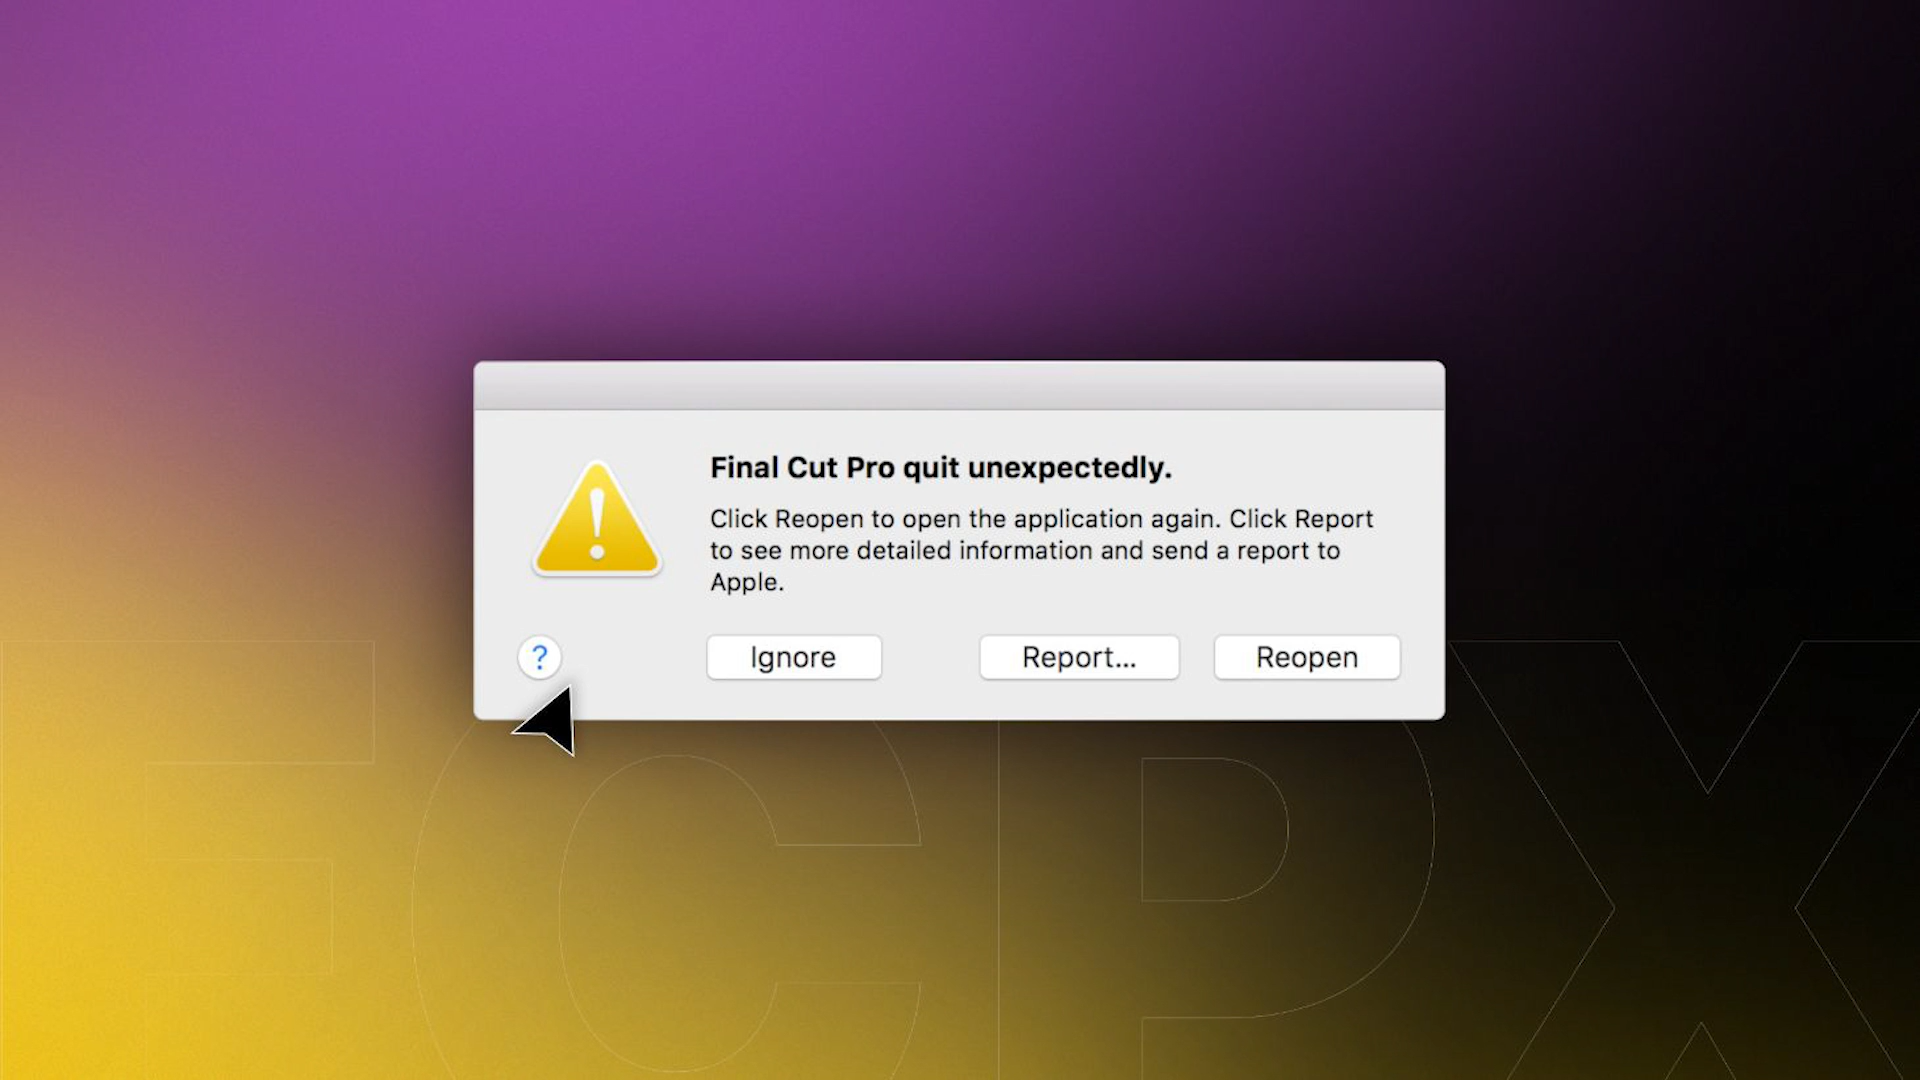 Final Cut Pro quit unexpectedly.
Click Reopen to open the application again. Click Report
to see more detailed information and send a report to
Apple.
?
Ignore
Report...
Reopen
FCPX